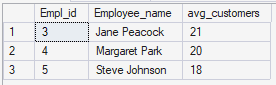 Empl_id Employee_name avg_customers
1 3 Jane Peacock 21
2 4 Margaret Park 20
3 5 Steve Johnson 18